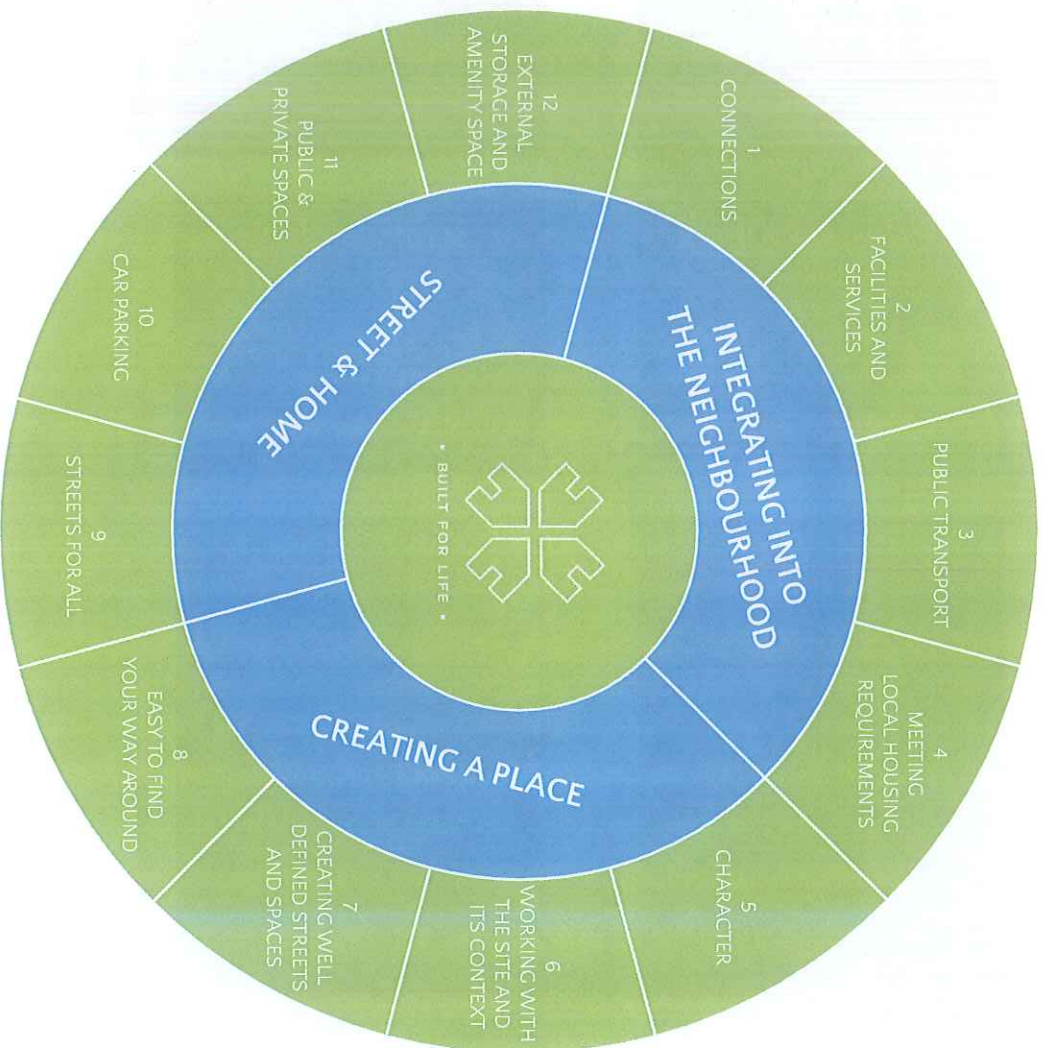 1
CONNECTIONS
2
FACILITIES AND
SERVICES
3
PUBLIC TRANSPORT
4
MEETING
LOCAL HOUSING
REQUIREMENTS
5
CHARACTER
6
WORKING WITH
THE SITE AND
ITS CONTEXT
7
CREATING WELL
DEFINED STREETS
AND SPACES
8
EASY TO FIND
YOUR WAY AROUND
9
STREETS FOR ALL
10
CAR PARKING
11
PUBLIC &
PRIVATE SPACES
12
EXTERNAL
STORAGE AND
AMENITY SPACE
INTEGRATING INTO
THE NEIGHBOURHOOD
CREATING A PLACE
STREET & HOME
• BUILT FOR LIFE •